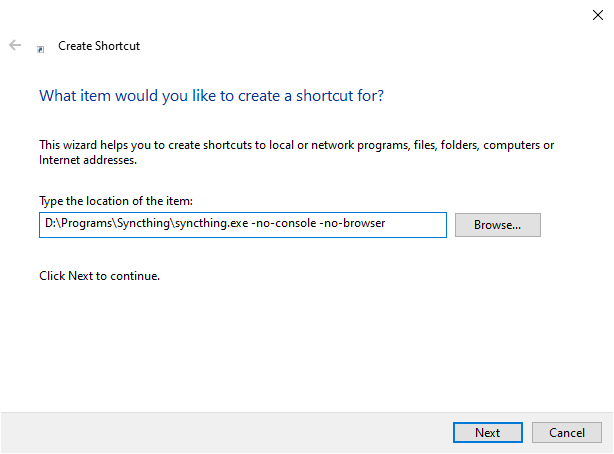 Create Shortcut
What item would you like to create a shortcut for?
This wizard helps you to create shortcuts to local or network programs, files, folders, computers or
Internet addresses.
Type the location of the item:
D:\Programs\Syncthing\syncthing.exe -no-console -no-browser
Browse...
Click Next to continue.
Next
Cancel